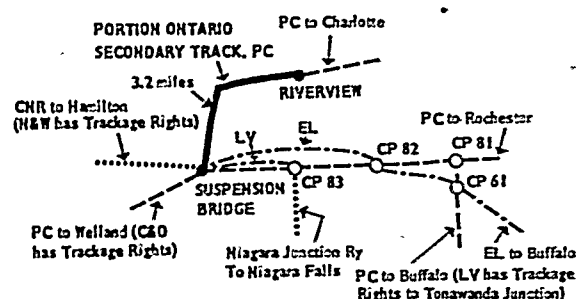 PORTION ONTARIO
SECONDARY TRACK, PC
PC to Charlotte
3.2 miles
RIVERVIEW
CNR to Hamilton
(N&W has Trackage Rights)
LV
EL
PC to Rochester
CP 82
CP 81
SUSPENSION
BRIDGE
CP 83
CP 61
PC to Welland (C&O
has Trackage Rights)
Niagara Junction Ry
To Niagara Falls
EL to Buffalo
PC to Buffalo (LV has Trackage
Rights to Tonawanda Junction)